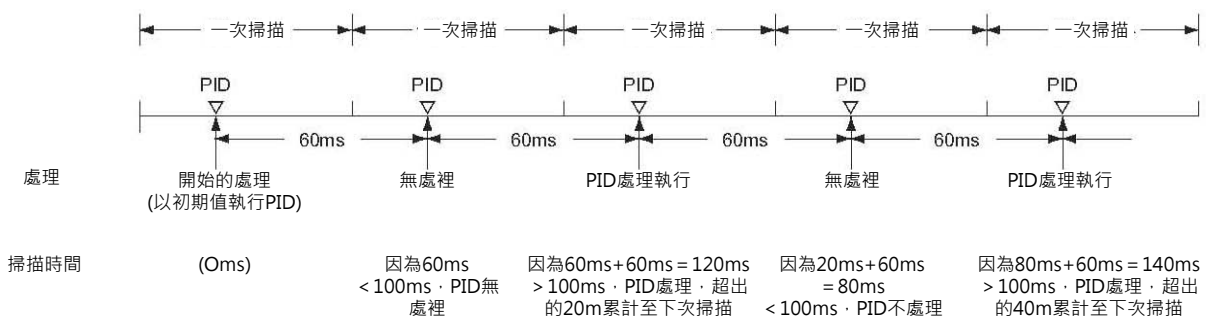 一次掃描 一次掃描 一次掃描 一次掃描 一次掃描
PID PID PID PID PID
60ms 60ms 60ms 60ms
處理
開始的處理
(以初期值執行PID)
無處裡
PID處理執行
無處裡
PID處理執行
掃描時間
(Oms)
因為60ms
<100ms，PID無
處裡
因為60ms+60ms=120ms
>100ms，PID處理，超出
的20m累計至下次掃描
因為20ms+60ms
=80ms
<100ms，PID不處理
因為80ms+60ms=140ms
>100ms，PID處理，超出
的40m累計至下次掃描